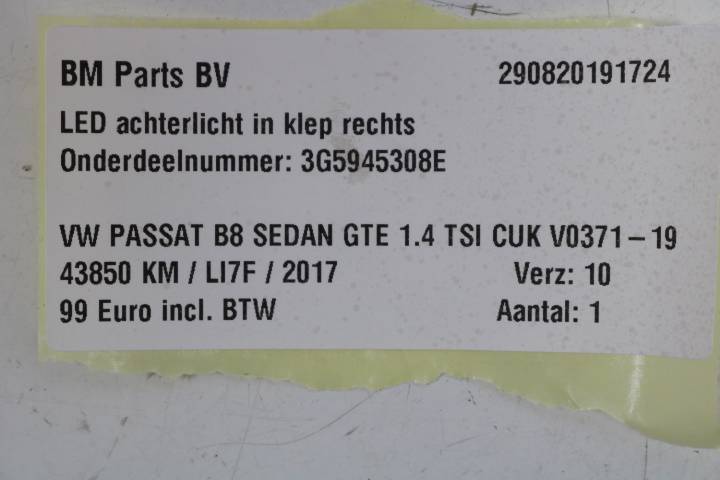 BM Parts BV 290820191724
LED achterlicht in klep rechts
Onderdeelnummer: 3G5945308E
VW PASSAT B8 SEDAN GTE 1.4 TSI CUK V0371-19
43850 KM / LI7F / 2017 Verz: 10
99 Euro incl. BTW Aantal: 1